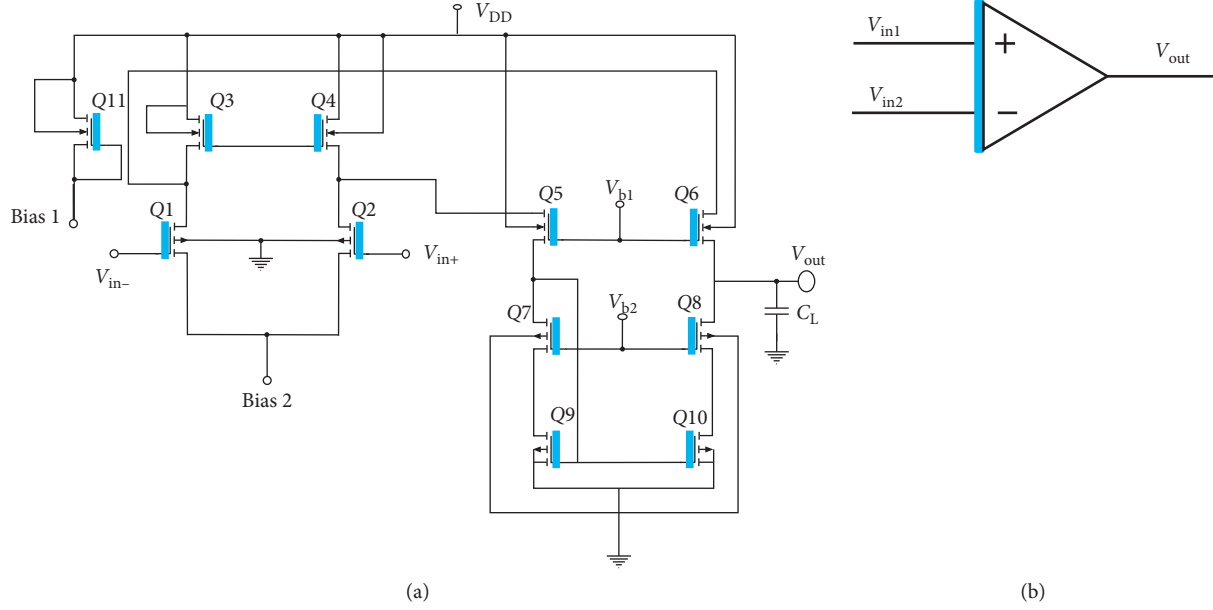 V_DD
V_in1
V_out
V_in2
+
−
Q11
Q3
Q4
Q5
V_b1
Q6
Bias 1
Q1
Q2
V_in−
V_in+
V_out
Q7
V_b2
Q8
C_L
Bias 2
Q9
Q10
(a)
(b)